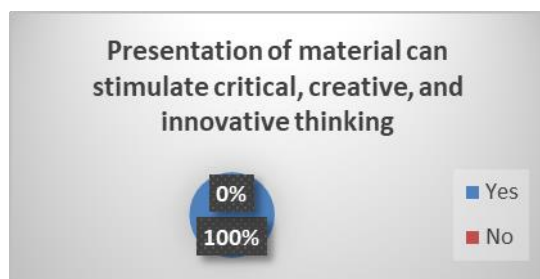 Presentation of material can
stimulate critical, creative, and
innovative thinking
0%
100%
Yes
No